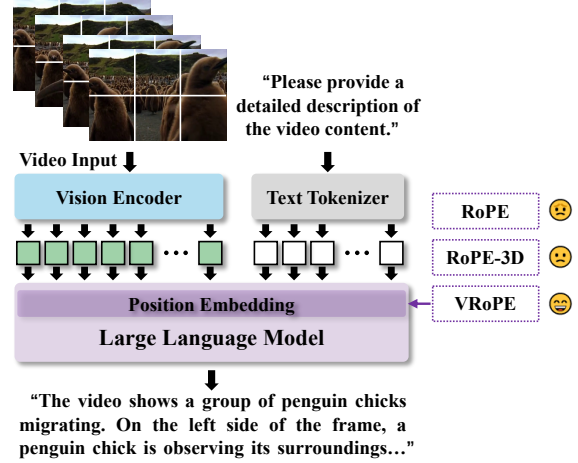 “Please provide a
detailed description of
the video content.”
Video Input
Vision Encoder
Text Tokenizer
RoPE
...
...
RoPE-3D
Position Embedding
VRoPE
Large Language Model
“The video shows a group of penguin chicks
migrating. On the left side of the frame, a
penguin chick is observing its surroundings...”